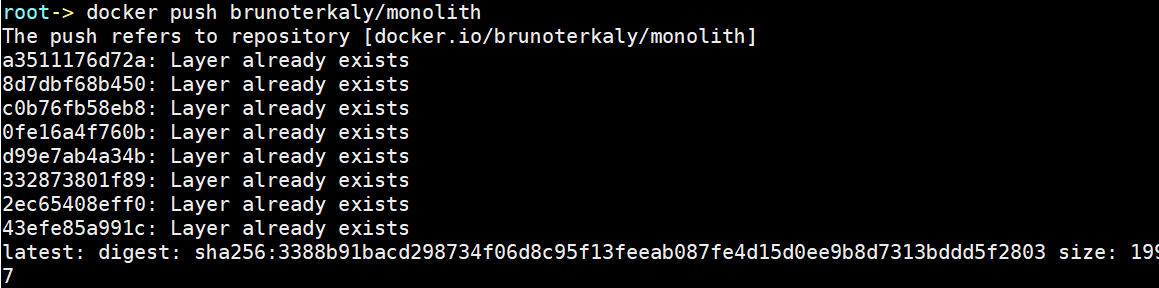 root-> docker push brunoterkaly/monolith
The push refers to repository [docker.io/brunoterkaly/monolith]
a3511176d72a: Layer already exists
8d7dbf68b450: Layer already exists
c0b76fb58eb8: Layer already exists
0fe16a4f760b: Layer already exists
d99e7ab4a34b: Layer already exists
332873801f89: Layer already exists
2ec65408eff0: Layer already exists
43efe85a991c: Layer already exists
latest: digest: sha256:3388b91bacd298734f06d8c95f13feeab087fe4d15d0ee9b8d7313bddd5f2803 size: 199
7